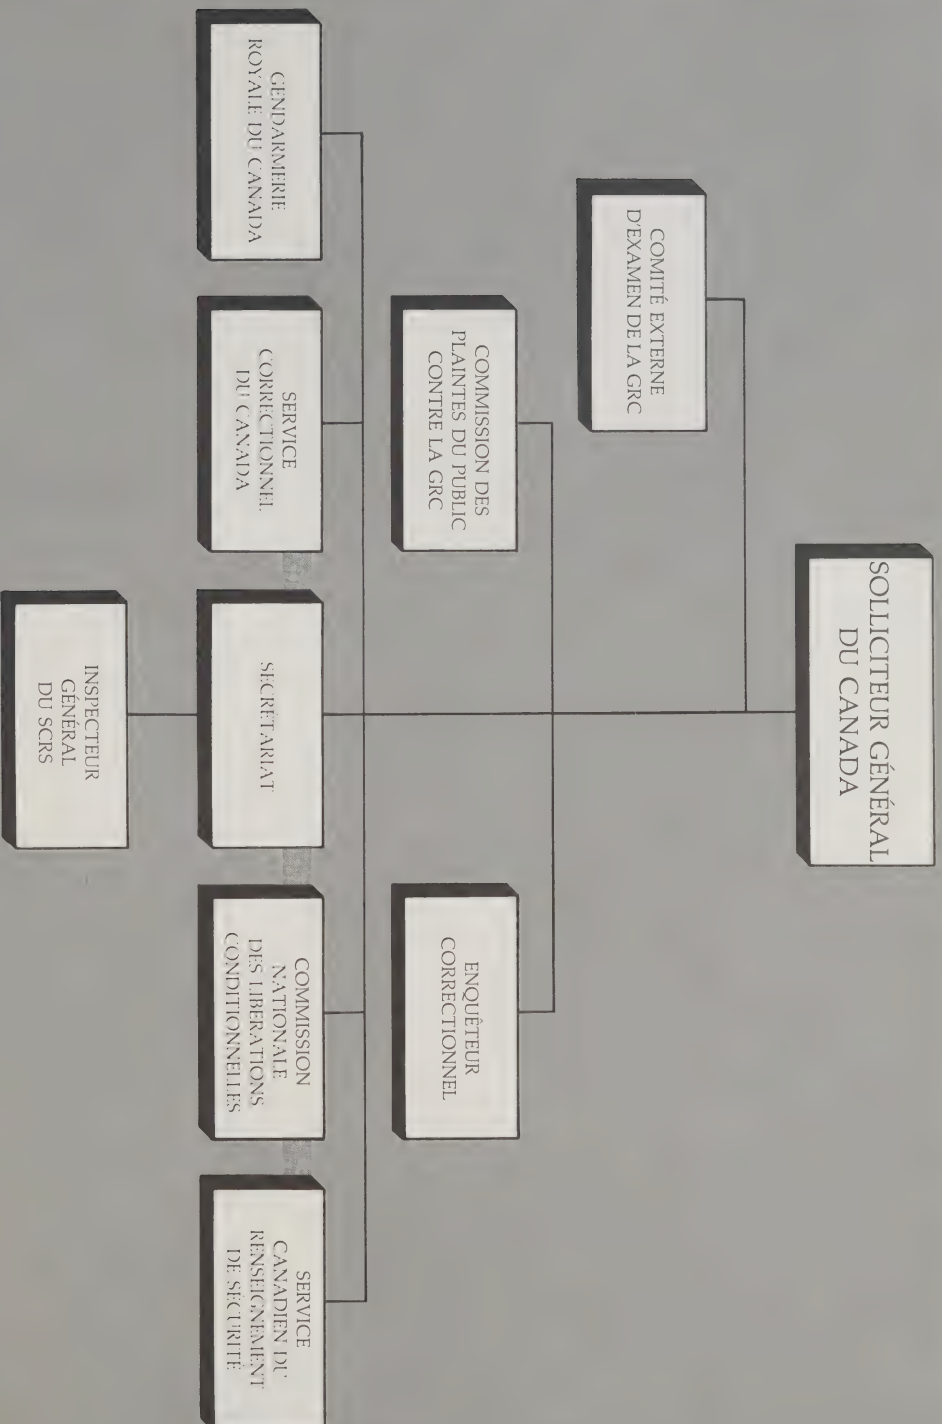 SOLLICITEUR GÉNÉRAL
DU CANADA
COMITÉ EXTERNE
D'EXAMEN DE LA GRC
COMMISSION DES
PLAINTES DU PUBLIC
CONTRE LA GRC
ENQUÊTEUR
CORRECTIONNEL
GENDARMERIE
ROYALE DU CANADA
SERVICE
CORRECTIONNEL
DU CANADA
SECRÉTARIAT
COMMISSION
NATIONALE
DES LIBÉRATIONS
CONDITIONNELLES
SERVICE
CANADIEN DU
RENSEIGNEMENT
DE SÉCURITÉ
INSPECTEUR
GÉNÉRAL
DU SCRS